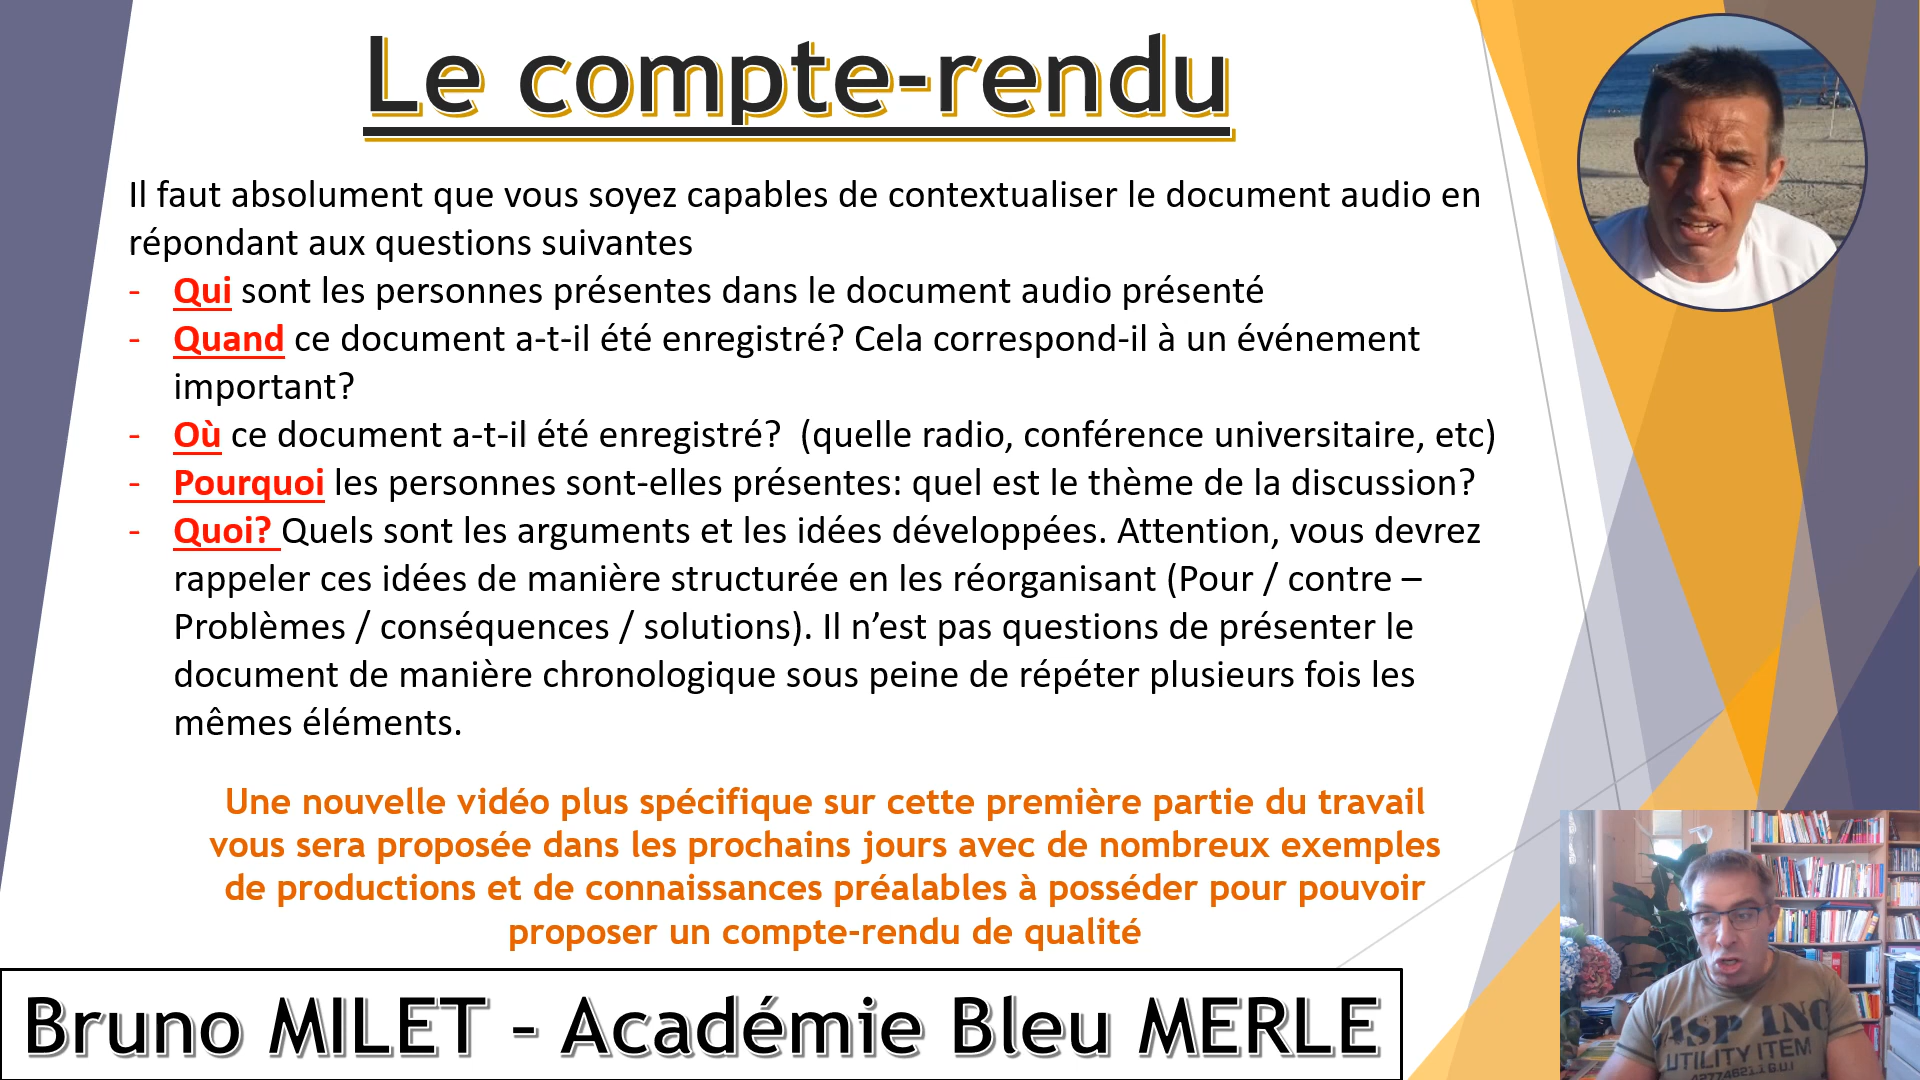 Le compte-rendu
Il faut absolument que vous soyez capables de contextualiser le document audio en
répondant aux questions suivantes
- Qui sont les personnes présentes dans le document audio présenté
- Quand ce document a-t-il été enregistré? Cela correspond-il à un événement
important?
- Où ce document a-t-il été enregistré? (quelle radio, conférence universitaire, etc)
- Pourquoi les personnes sont-elles présentes: quel est le thème de la discussion?
- Quoi? Quels sont les arguments et les idées développées. Attention, vous devrez
rappeler ces idées de manière structurée en les réorganisant (Pour / contre –
Problèmes / conséquences / solutions). Il n’est pas questions de présenter le
document de manière chronologique sous peine de répéter plusieurs fois les
mêmes éléments.
Une nouvelle vidéo plus spécifique sur cette première partie du travail
vous sera proposée dans les prochains jours avec de nombreux exemples
de productions et de connaissances préalables à posséder pour pouvoir
proposer un compte-rendu de qualité
Bruno MILET - Académie Bleu MERLE
UTILITY ITEM